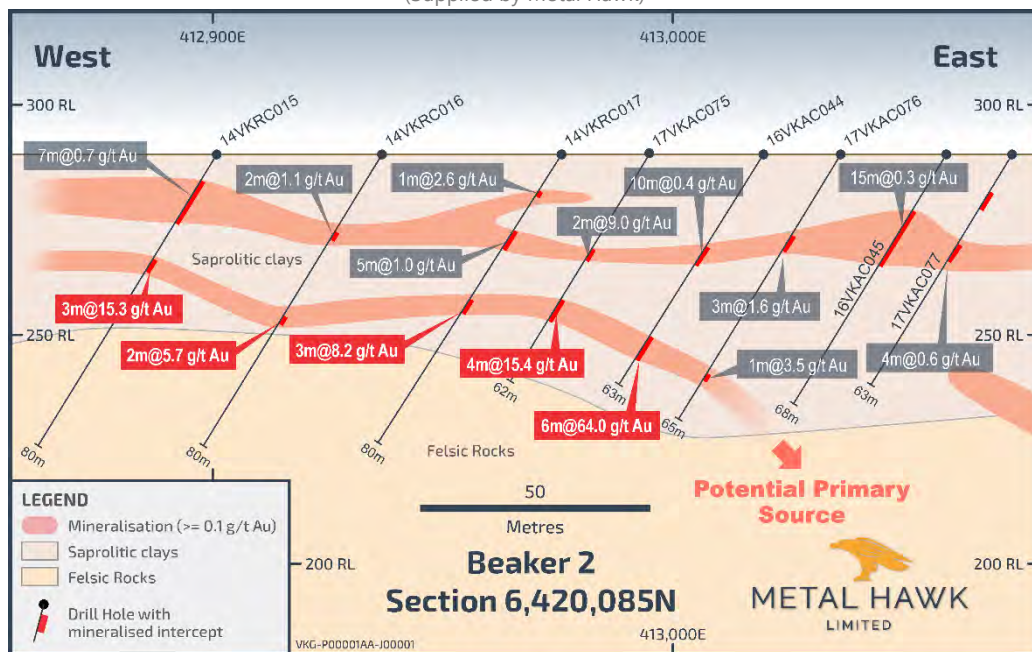 (Supplied by Metal Hawk)
412,900E
413,000E
West
East
300 RL
300 RL
14VKRC015
14VKRC016
14VKRC017
17VKAC075
16VKAC044
17VKAC076
7m@0.7 g/t Au
2m@1.1 g/t Au
1m@2.6 g/t Au
10m@0.4 g/t Au
15m@0.3 g/t Au
2m@9.0 g/t Au
Saprolitic clays
5m@1.0 g/t Au
3m@15.3 g/t Au
3m@1.6 g/t Au
16VKAC045
17VKAC077
250 RL
250 RL
2m@5.7 g/t Au
3m@8.2 g/t Au
4m@15.4 g/t Au
1m@3.5 g/t Au
4m@0.6 g/t Au
62m
63m
63m
6m@64.0 g/t Au
65m
68m
80m
80m
80m
Felsic Rocks
Potential Primary
Source
50
Metres
LEGEND
Mineralisation (>= 0.1 g/t Au)
Saprolitic clays
Felsic Rocks
Drill Hole with
mineralised intercept
200 RL
200 RL
Beaker 2
Section 6,420,085N
METAL HAWK
LIMITED
VKG-P00001AA-J00001
413,000E